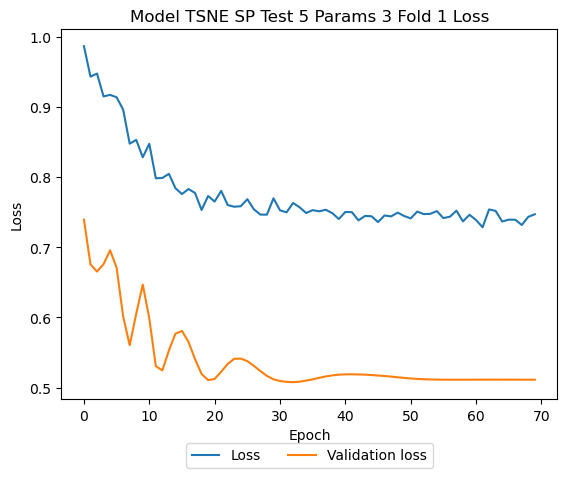 Model TSNE SP Test 5 Params 3 Fold 1 Loss
1.0
0.9
0.8
0.7
0.6
0.5
Loss
0 10 20 30 40 50 60 70
Epoch
Loss Validation loss